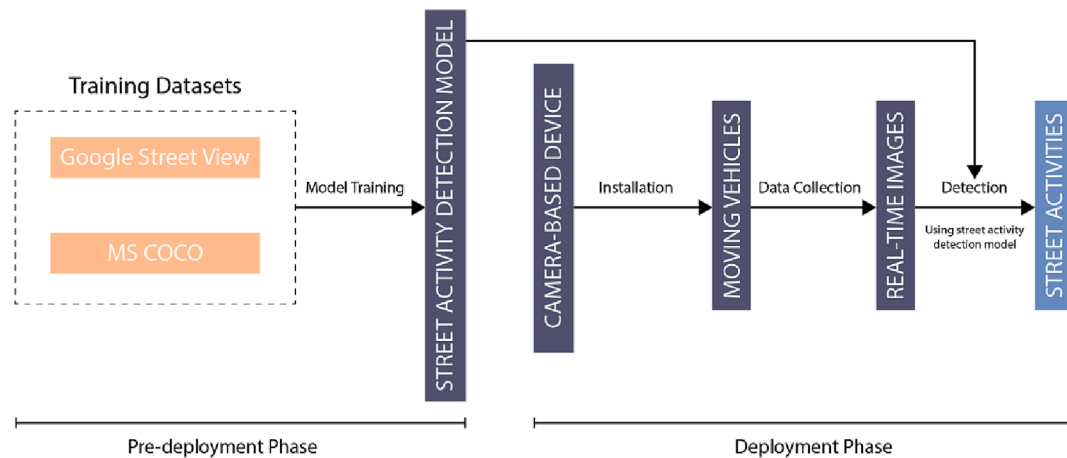 Training Datasets
Google Street View
MS COCO
Model Training
STREET ACTIVITY DETECTION MODEL
CAMERA-BASED DEVICE
Installation
MOVING VEHICLES
Data Collection
REAL-TIME IMAGES
Detection
Using street activity
detection model
STREET ACTIVITIES
Pre-deployment Phase
Deployment Phase